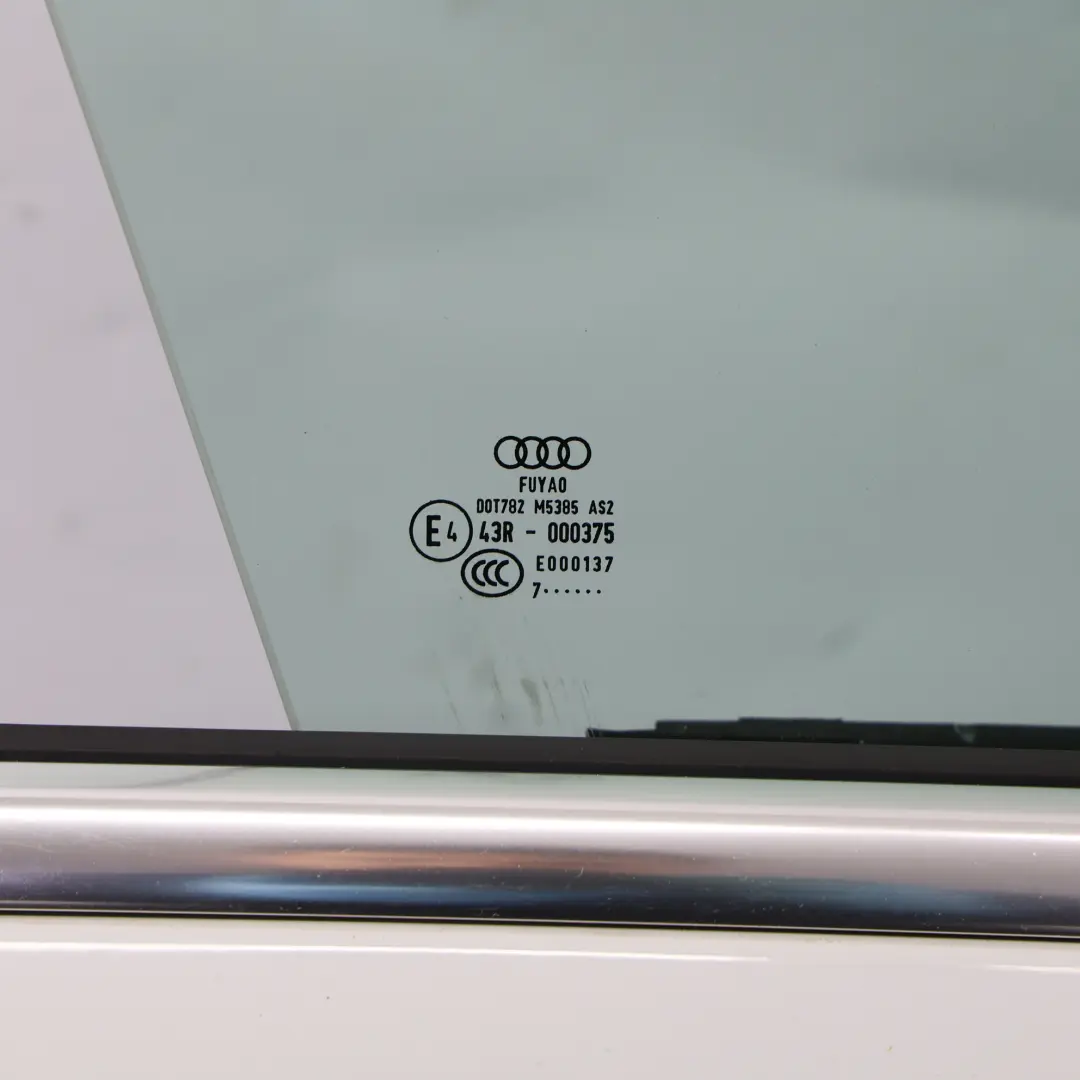 FUYAO
DOT782 M5385 AS2
E4 43R - 000375
CCC E000137
7······